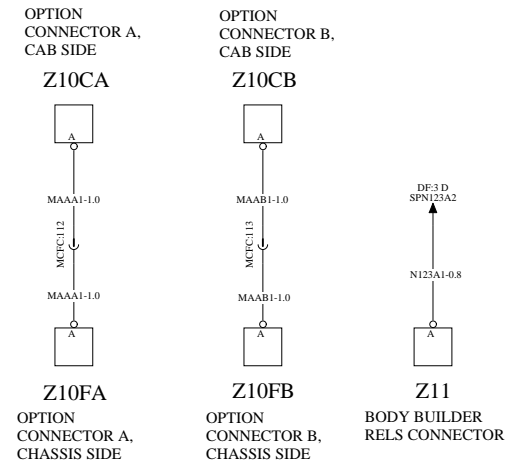 OPTION
CONNECTOR A,
CAB SIDE
Z10CA
A
MAAA1-1.0
MCFC:112
MAAA1-1.0
A
Z10FA
OPTION
CONNECTOR A,
CHASSIS SIDE
OPTION
CONNECTOR B,
CAB SIDE
Z10CB
A
MAAB1-1.0
MCFC:113
MAAB1-1.0
A
Z10FB
OPTION
CONNECTOR B,
CHASSIS SIDE
DF:3 D
SPN123A2
N123A1-0.8
A
Z11
BODY BUILDER
RELS CONNECTOR